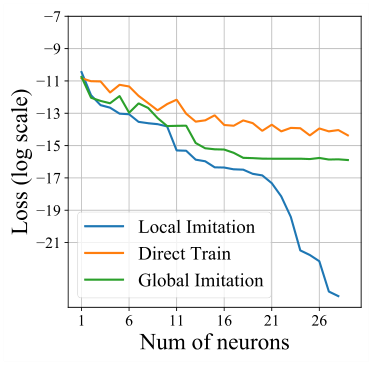 −7
−9
−11
−13
−15
−17
−19
−21
Loss (log scale)
Local Imitation
Direct Train
Global Imitation
1 6 11 16 21 26
Num of neurons